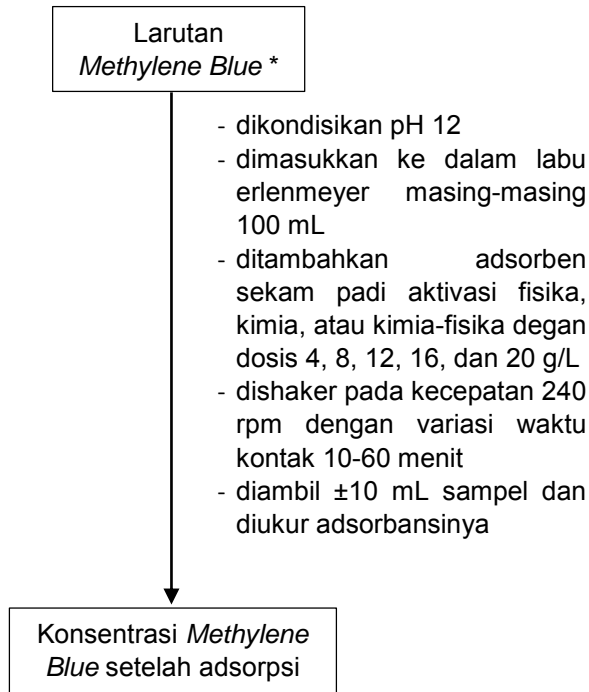 Larutan
Methylene Blue *
- dikondisikan pH 12
- dimasukkan ke dalam labu
erlenmeyer masing-masing
100 mL
- ditambahkan adsorben
sekam padi aktivasi fisika,
kimia, atau kimia-fisika degan
dosis 4, 8, 12, 16, dan 20 g/L
- dishaker pada kecepatan 240
rpm dengan variasi waktu
kontak 10-60 menit
- diambil ±10 mL sampel dan
diukur adsorbansinya
Konsentrasi Methylene
Blue setelah adsorpsi